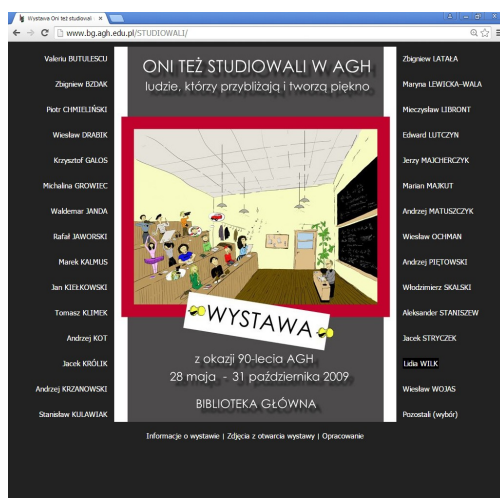 Wystawa Oni też studiowali
www.bg.agh.edu.pl/STUDIOWALI/
Valeriu BUTULESCU
Zbigniew BZDAK
Piotr CHMIELIŃSKI
Wiesław DRABIK
Krzysztof GALOS
Michalina GROWIEC
Waldemar JANDA
Rafał JAWORSKI
Marek KALMUS
Jan KIEŁKOWSKI
Tomasz KLIMEK
Andrzej KOT
Jacek KRÓLIK
Andrzej KRZANOWSKI
Stanisław KULAWIAK
ONI TEŻ STUDIOWALI W AGH
ludzie, którzy przybliżają i tworzą piękno
WYSTAWA
z okazji 90-lecia AGH
28 maja - 31 października 2009
BIBLIOTEKA GŁÓWNA
Zbigniew LATAŁA
Maryna LEWICKA-WALA
Mieczysław LIBRONT
Edward LUTCZYN
Jerzy MAJCHERCZYK
Marian MAJKUT
Andrzej MATUSZCZYK
Wiesław OCHMAN
Andrzej PIĘTOWSKI
Włodzimierz SKALSKI
Aleksander STANISZEW
Jacek STRYCZEK
Lidia WILK
Wiesław WOJAS
Pozostali (wybór)
Informacje o wystawie | Zdjęcia z otwarcia wystawy | Opracowanie